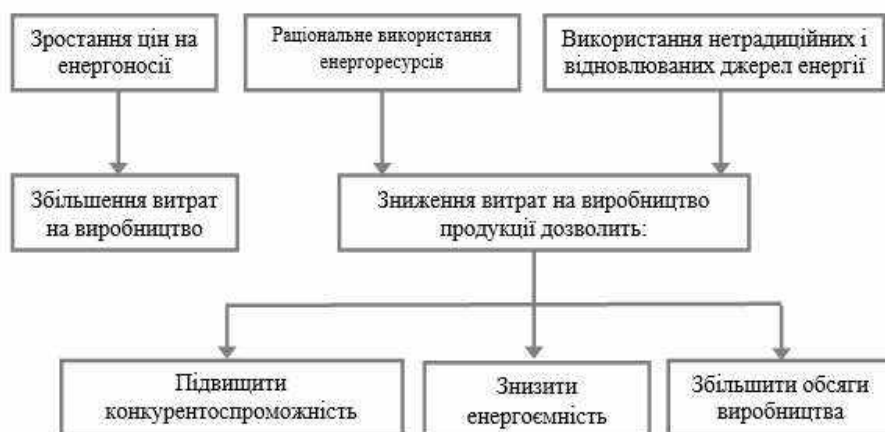 Зростання цін на
енергоносії
Раціональне використання
енергоресурсів
Використання нетрадиційних і
відновлюваних джерел енергії
Збільшення витрат
на виробництво
Зниження витрат на виробництво
продукції дозволить:
Підвищити
конкурентоспроможність
Знизити
енергоємність
Збільшити обсяги
виробництва